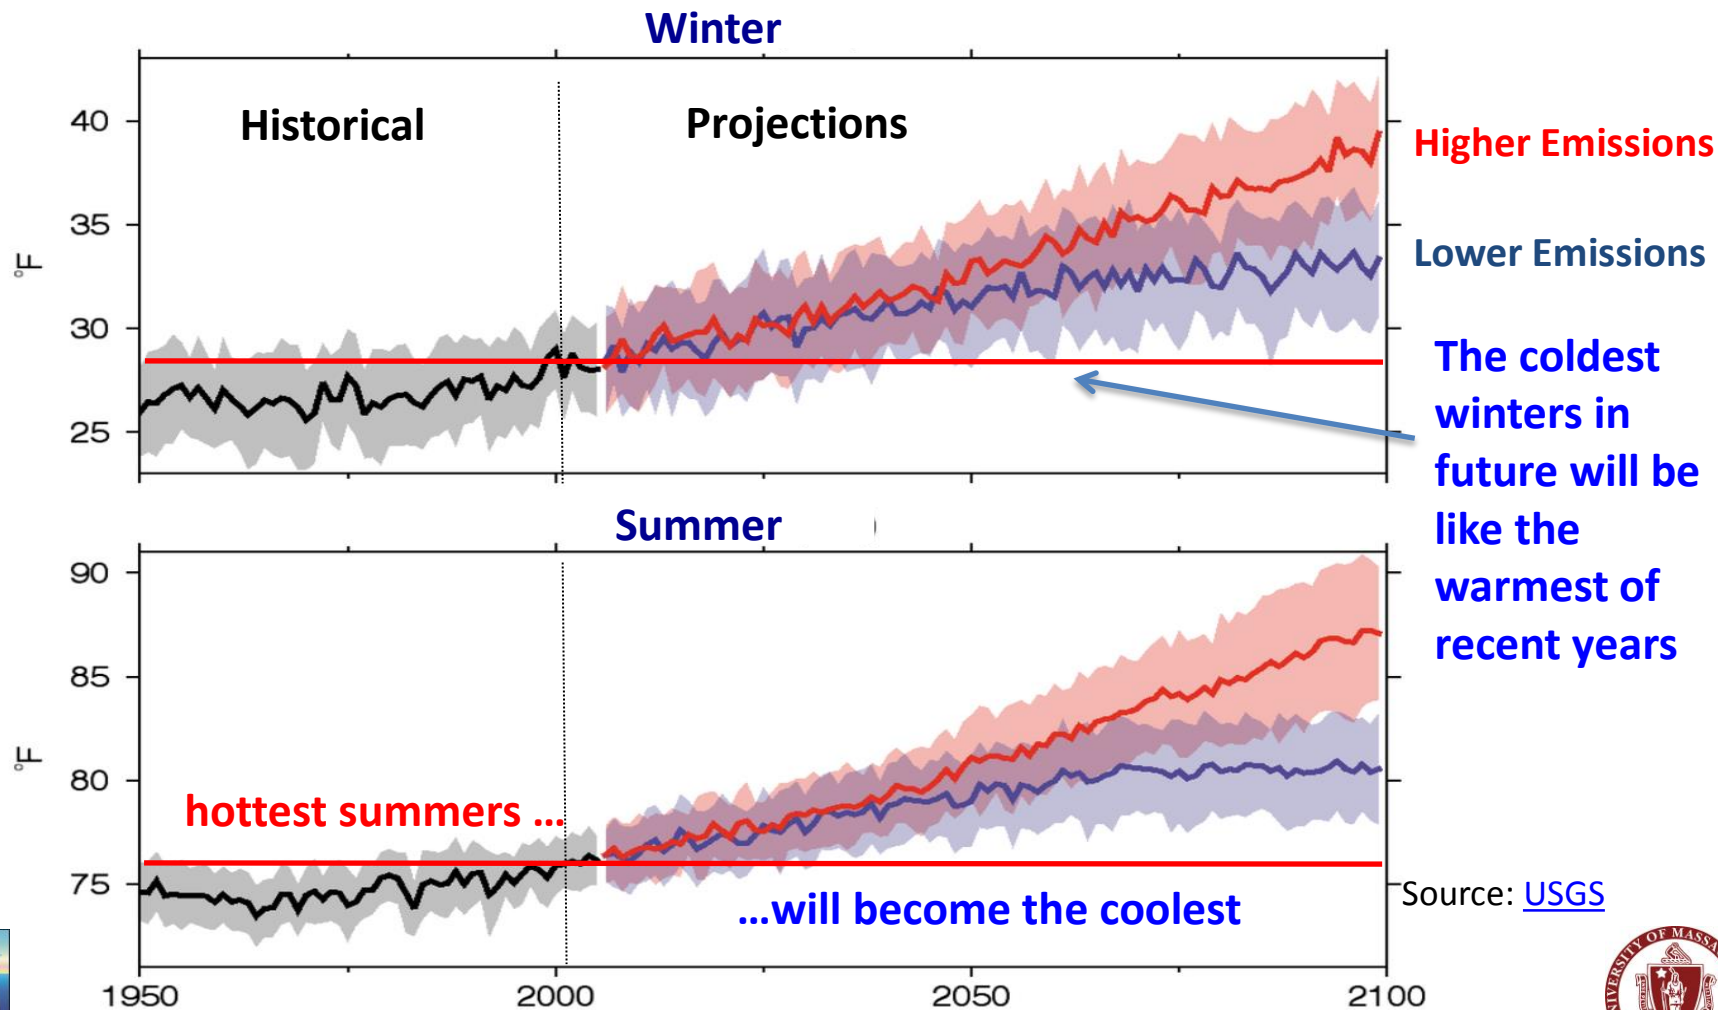 Winter
Historical
Projections
40
35
30
25
°F
Higher Emissions
Lower Emissions
The coldest
winters in
future will be
like the
warmest of
recent years
Summer
90
85
80
75
°F
hottest summers ...
...will become the coolest
Source: USGS
1950
2000
2050
2100
UNIVERSITY OF